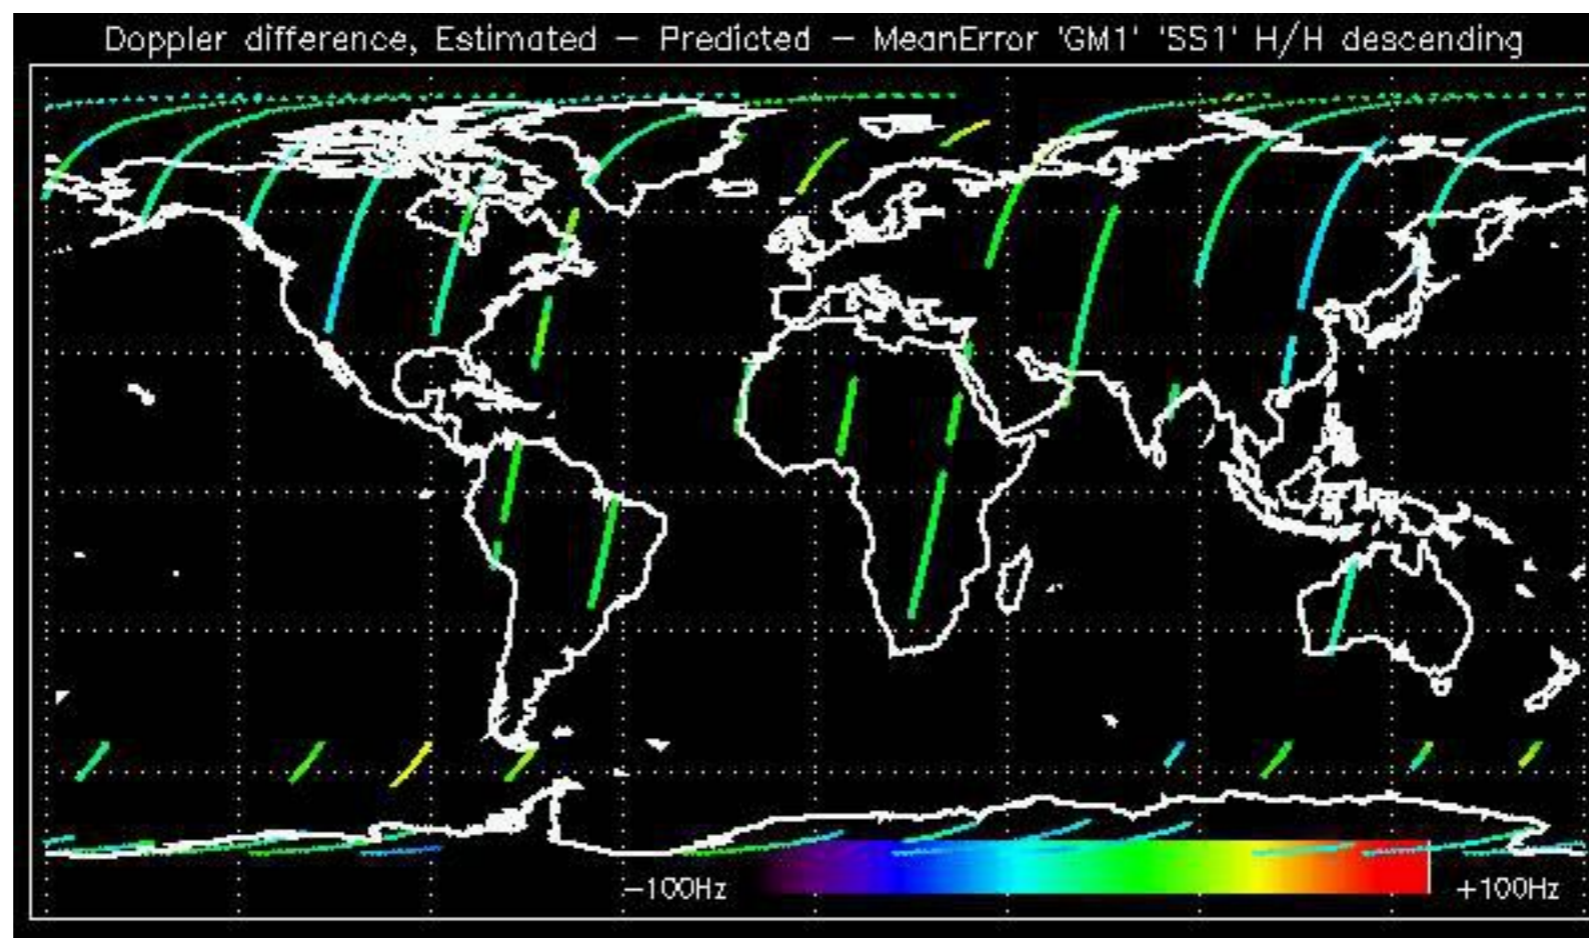 Doppler difference, Estimated – Predicted – MeanError 'GM1' 'SS1' H/H descending
–100Hz +100Hz